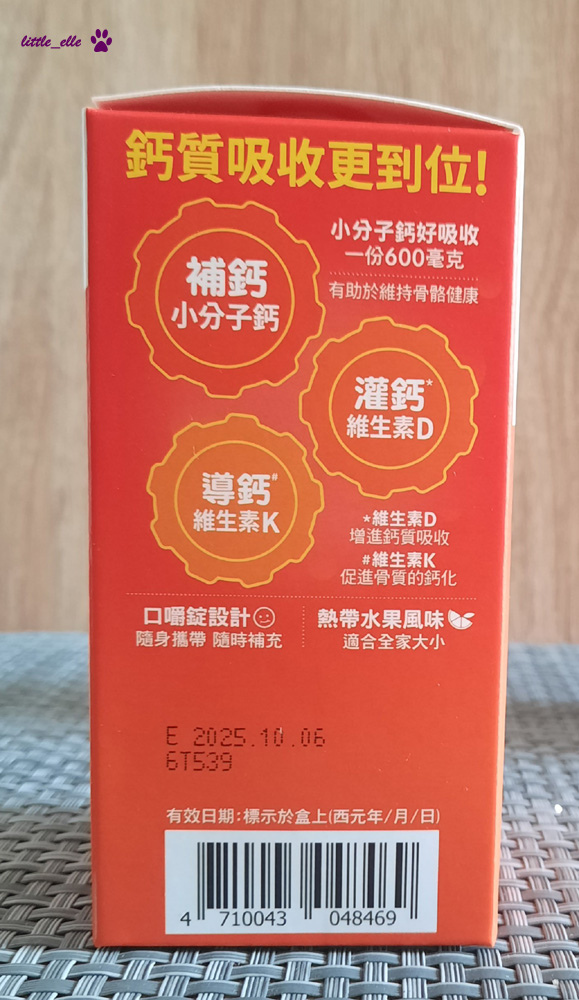 little_elle
鈣質吸收更到位!
小分子鈣好吸收
一份600毫克
有助於維持骨骼健康
補鈣
小分子鈣
灌鈣*
維生素D
導鈣#
維生素K
*維生素D
增進鈣質吸收
#維生素K
促進骨質的鈣化
口嚼錠設計
隨身攜帶 隨時補充
熱帶水果風味
適合全家大小
E 2025.10.06
6T539
有效日期:標示於盒上(西元年/月/日)
4 710043 048469